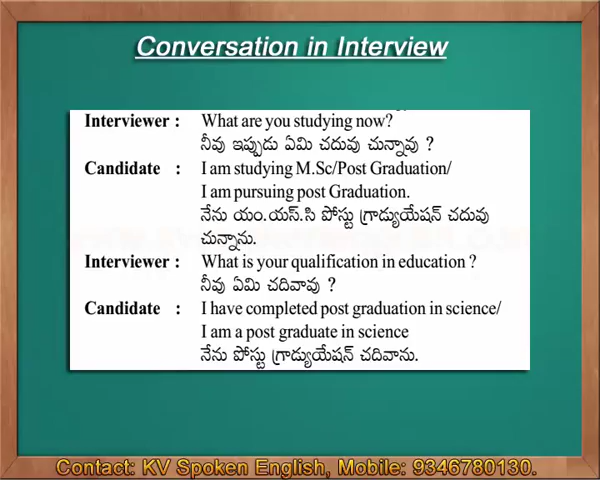 Conversation in Interview
Interviewer : What are you studying now?
నీవు ఇప్పుడు ఏమి చదువు చున్నావు ?
Candidate : I am studying M.Sc/Post Graduation/
I am pursuing post Graduation.
నేను యం.యస్.సి పోస్టు గ్రాడ్యుయేషన్ చదువు
చున్నాను.
Interviewer : What is your qualification in education ?
నీవు ఏమి చదివావు ?
Candidate : I have completed post graduation in science/
I am a post graduate in science
నేను పోస్టు గ్రాడ్యుయేషన్ చదివాను.
Contact: KV Spoken English, Mobile: 9346780130.